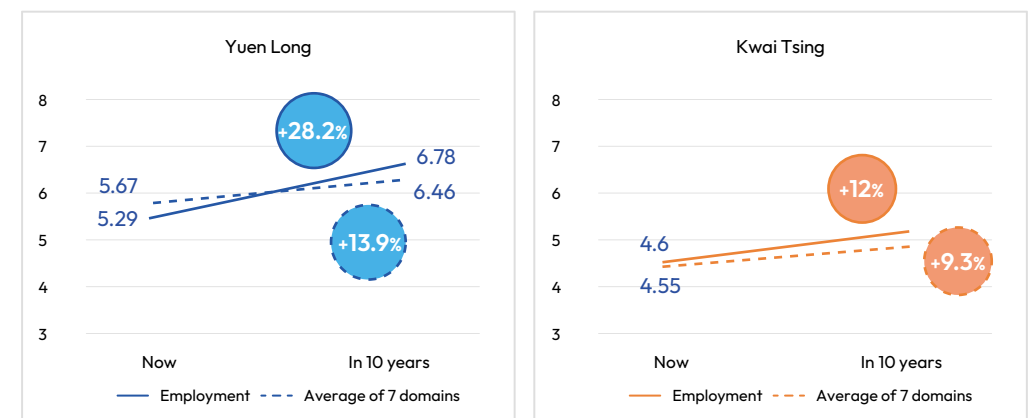 Yuen Long
8
7
6
5
4
3
+28.2%
6.78
5.67
6.46
5.29
+13.9%
Now
In 10 years
Employment
Average of 7 domains
Kwai Tsing
8
7
6
5
4
3
+12%
4.6
+9.3%
4.55
Now
In 10 years
Employment
Average of 7 domains